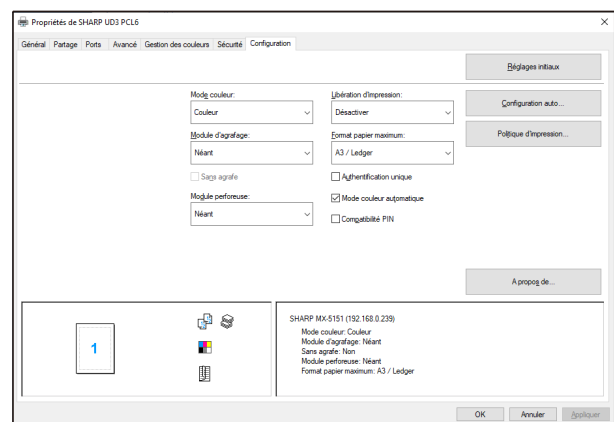 Propriétés de SHARP UD3 PCL6
Général Partage Ports Avancé Gestion des couleurs Sécurité Configuration
Réglages initiaux
Mode couleur: Libération d'impression:
Couleur Désactiver Configuration auto...
Module d'agrafage: Format papier maximum:
Néant A3 / Ledger Politique d'impression...
Sans agrafe Authentification unique
Module perforeuse: Mode couleur automatique
Néant Compatibilité PIN
A propos de...
1
SHARP MX-5151 (192.168.0.239)
Mode couleur: Couleur
Module d'agrafage: Néant
Sans agrafe: Non
Module perforeuse: Néant
Format papier maximum: A3 / Ledger
OK Annuler Appliquer